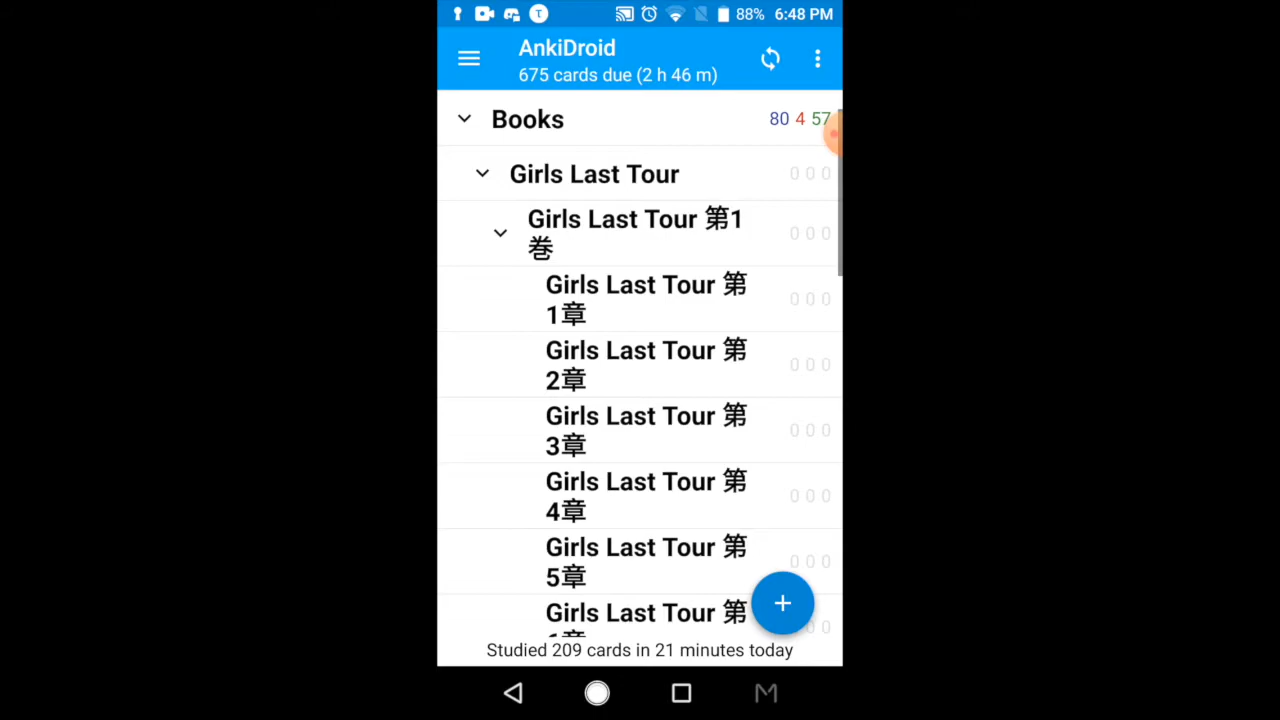 88% 6:48 PM
AnkiDroid
675 cards due (2 h 46 m)
Books 80 4 57
Girls Last Tour 0 0 0
Girls Last Tour 第1
巻 0 0 0
Girls Last Tour 第
1章 0 0 0
Girls Last Tour 第
2章 0 0 0
Girls Last Tour 第
3章 0 0 0
Girls Last Tour 第
4章 0 0 0
Girls Last Tour 第
5章 0 0 0
Girls Last Tour 第
0 0
Studied 209 cards in 21 minutes today